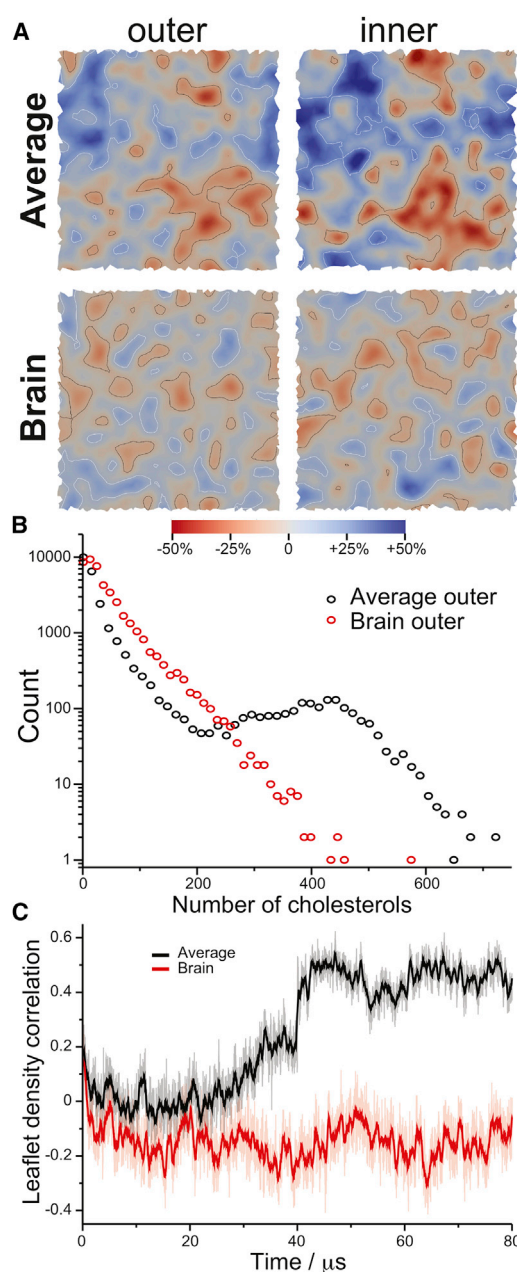 A
outer inner
Average
Brain
-50% -25% 0 +25% +50%
B
10000
1000
100
10
1
Count
Average outer
Brain outer
0 200 400 600
Number of cholesterols
C
0.6
0.4
0.2
0
-0.2
-0.4
Leaflet density correlation
Average
Brain
0 20 40 60 80
Time / μs